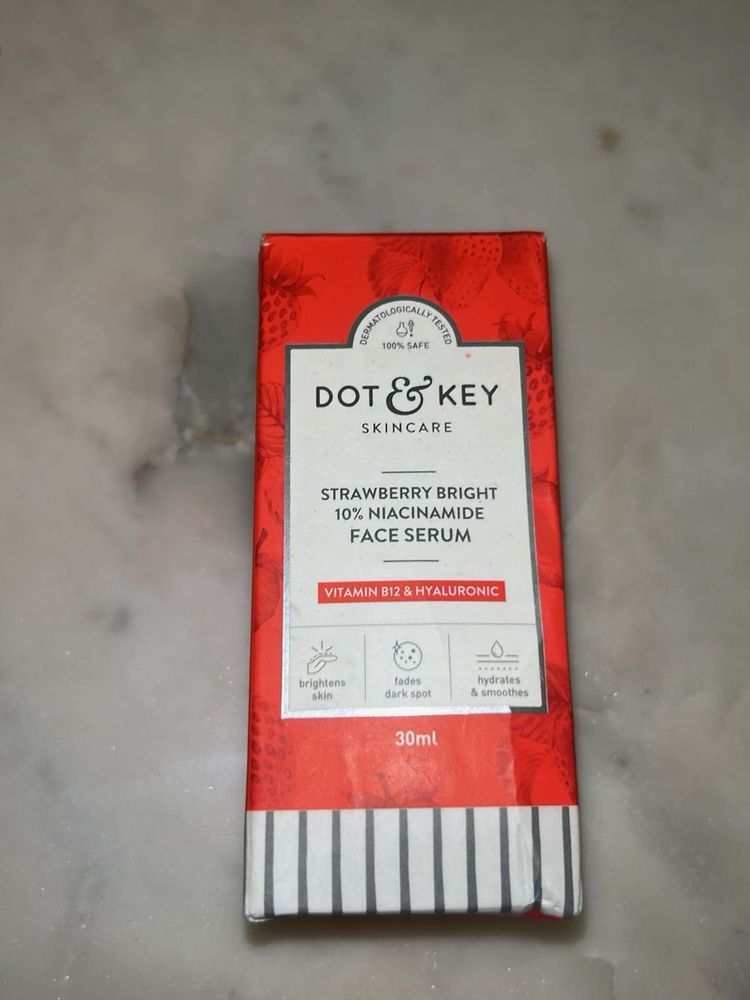 DERMATOLOGICALLY TESTED
100% SAFE
DOT & KEY
SKINCARE
STRAWBERRY BRIGHT
10% NIACINAMIDE
FACE SERUM
VITAMIN B12 & HYALURONIC
brightens
skin
fades
dark spot
hydrates
& smoothes
30ml